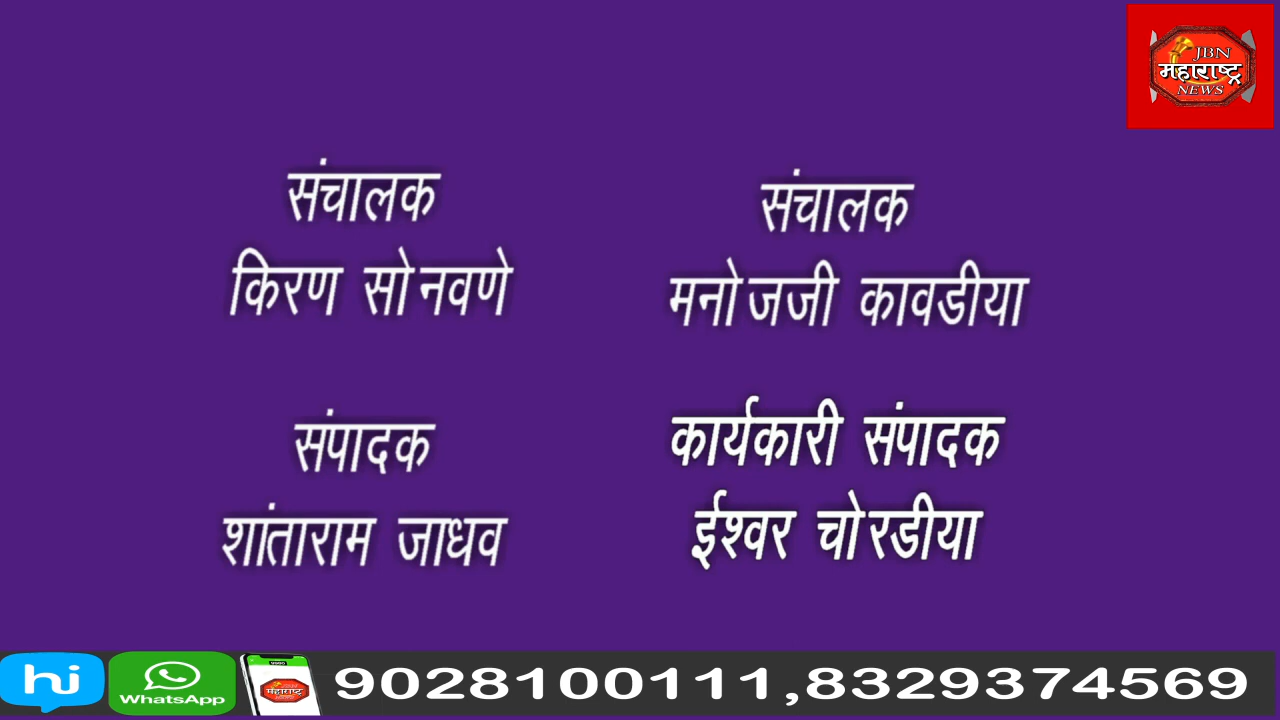 JBN
महाराष्ट्र
NEWS
संचालक
किरण सोनवणे
संचालक
मनोजजी कावडीया
संपादक
शांताराम जाधव
कार्यकारी संपादक
ईश्वर चोरडीया
hi
WhatsApp
महाराष्ट्र
9028100111,8329374569